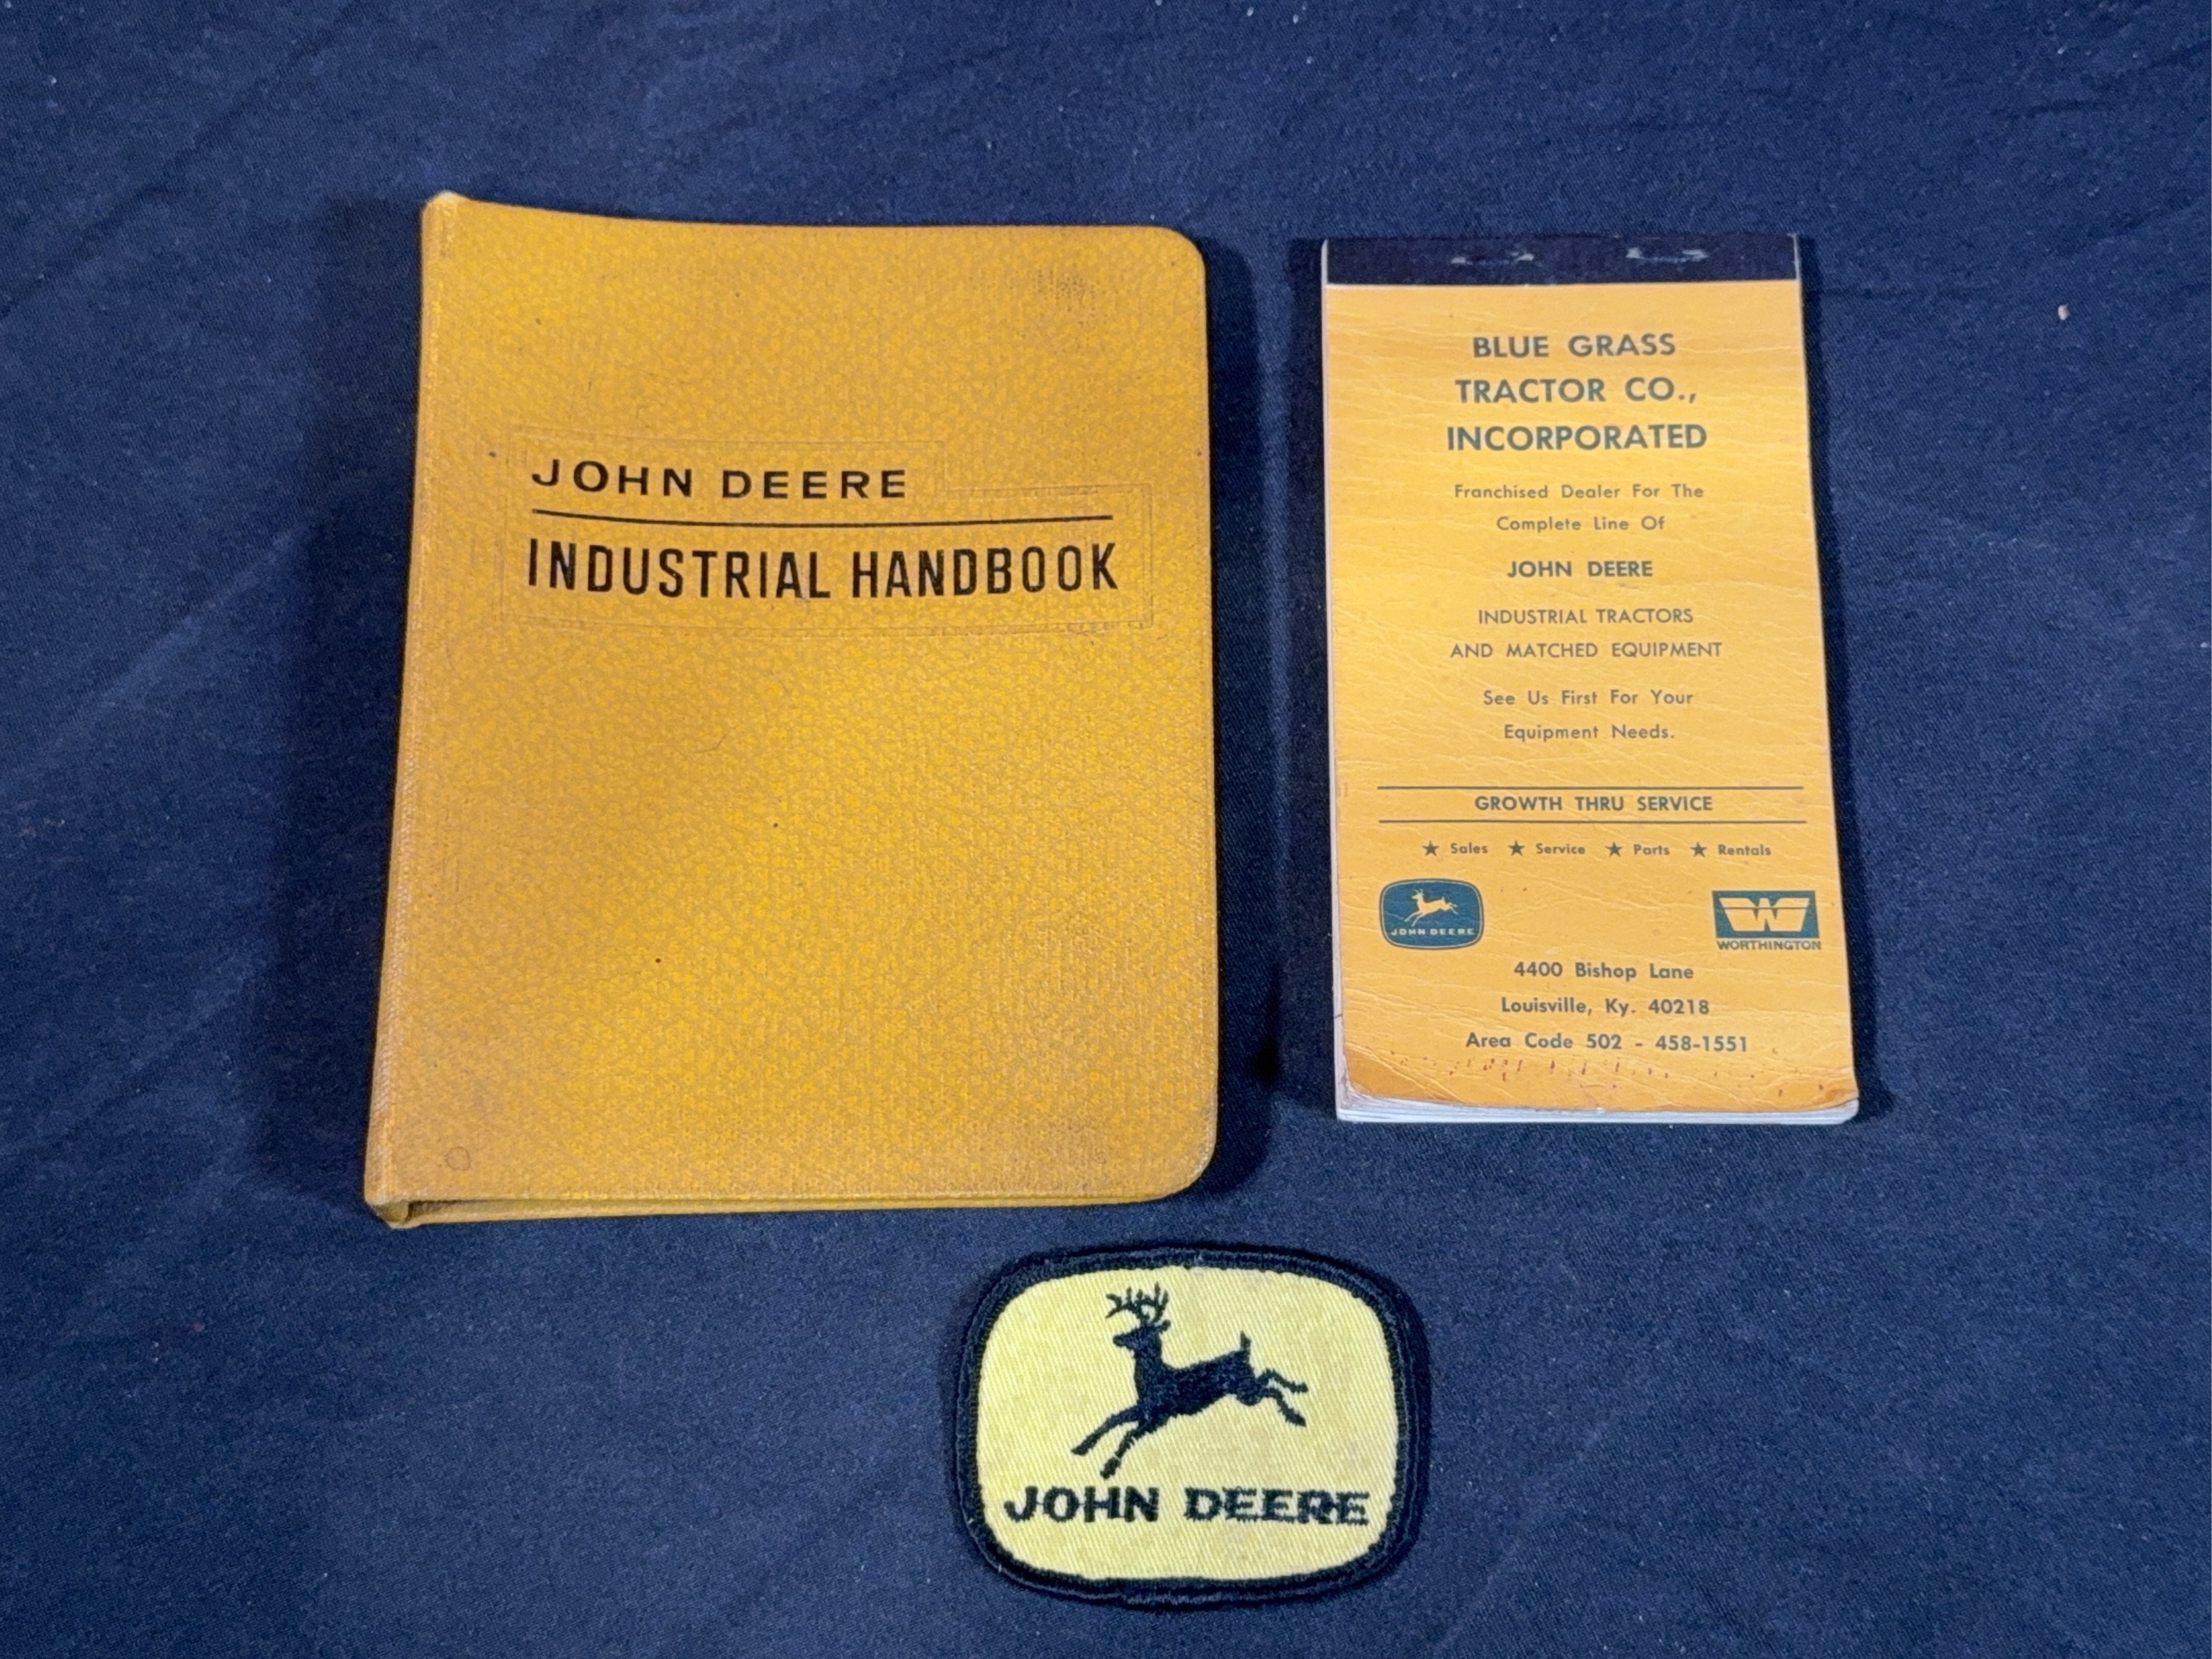 JOHN DEERE
INDUSTRIAL HANDBOOK
BLUE GRASS
TRACTOR CO.,
INCORPORATED
Franchised Dealer For The
Complete Line Of
JOHN DEERE
INDUSTRIAL TRACTORS
AND MATCHED EQUIPMENT
See Us First For Your
Equipment Needs.
GROWTH THRU SERVICE
★ Sales ★ Service ★ Parts ★ Rentals
JOHN DEERE
W
WORTHINGTON
4400 Bishop Lane
Louisville, Ky. 40218
Area Code 502 - 458-1551
JOHN DEERE